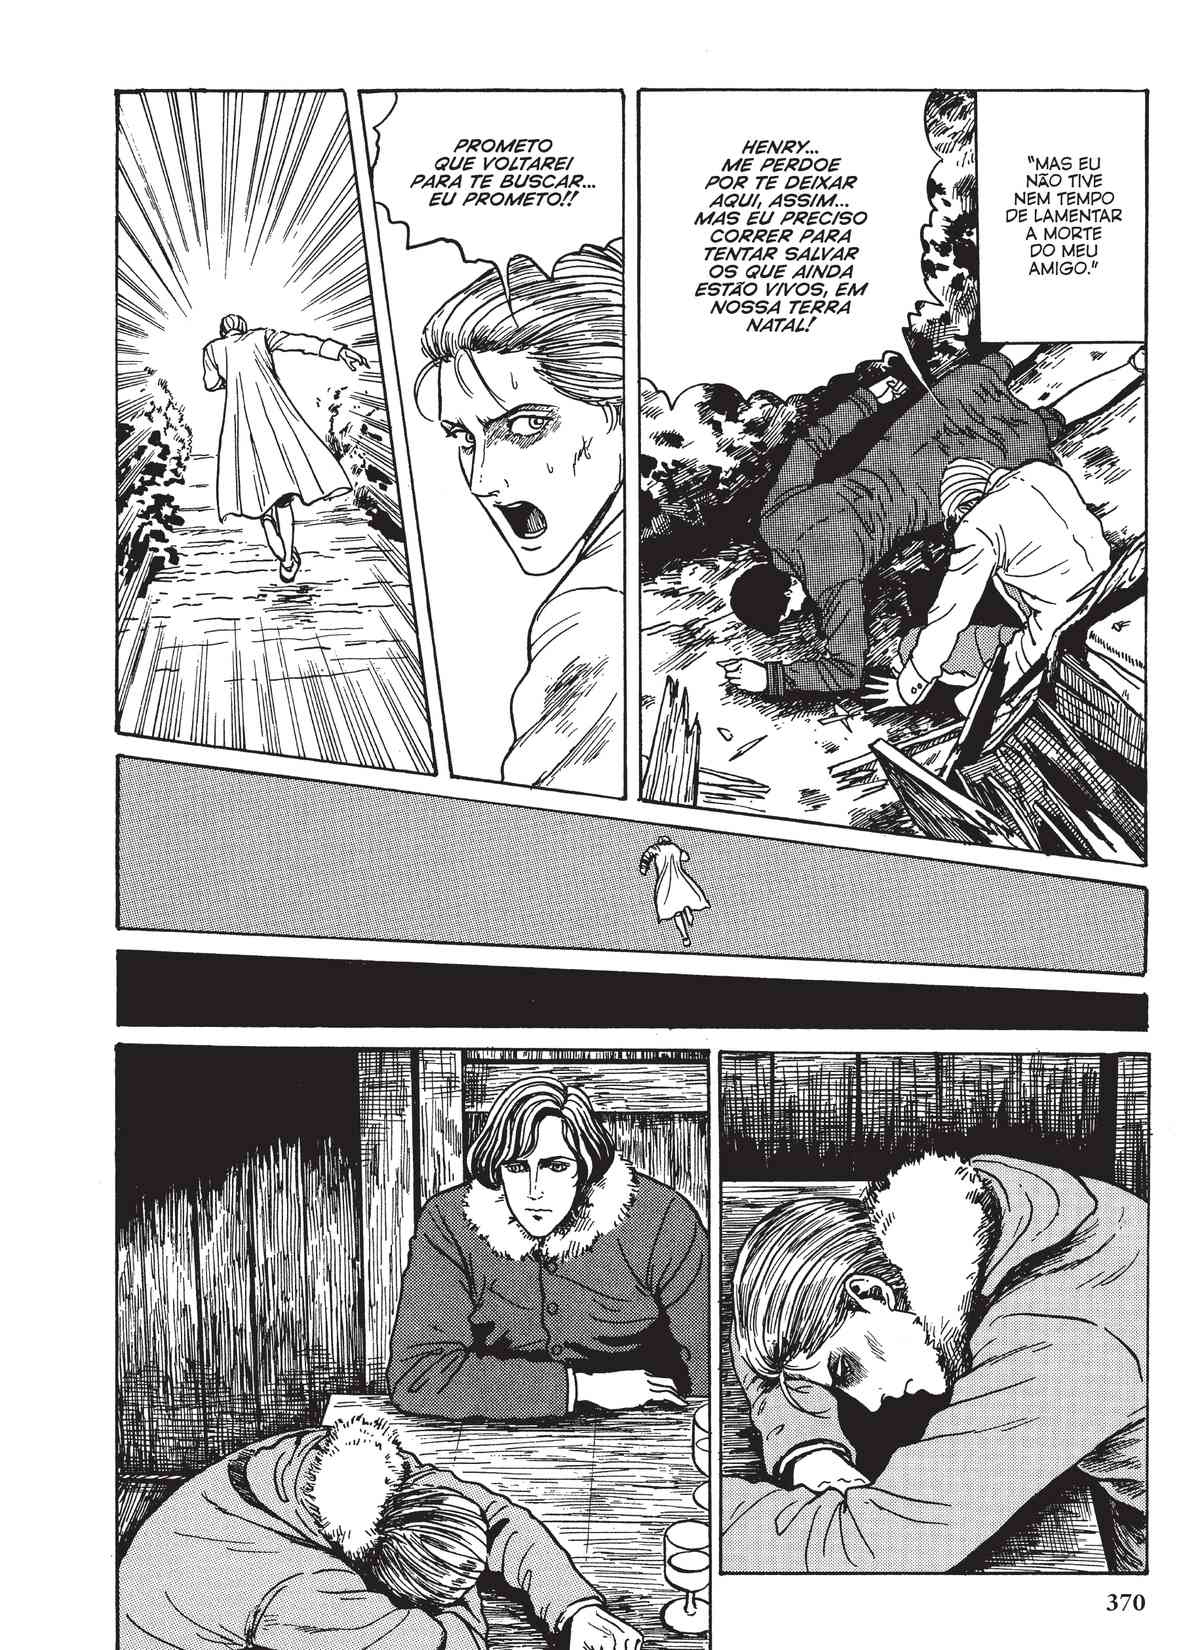 "MAS EU
NÃO TIVE
NEM TEMPO
DE LAMENTAR
A MORTE
DO MEU
AMIGO."
HENRY...
ME PERDOE
POR TE DEIXAR
AQUI, ASSIM...
MAS EU PRECISO
CORRER PARA
TENTAR SALVAR
OS QUE AINDA
ESTÃO VIVOS, EM
NOSSA TERRA
NATAL!
PROMETO
QUE VOLTAREI
PARA TE BUSCAR...
EU PROMETO!!
370